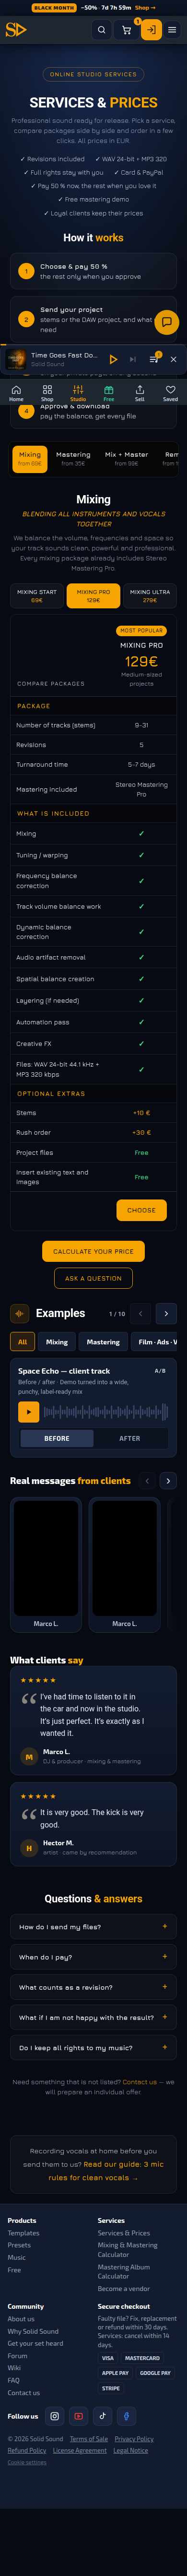 BLACK MONTH −50% · 7d 7h 59m Shop →
SD
1
ONLINE STUDIO SERVICES
SERVICES & PRICES
Professional sound ready for release. Pick a service,
compare packages side by side and order in a few
clicks. All prices in EUR.
✓ Revisions included ✓ WAV 24-bit + MP3 320
✓ Full rights stay with you ✓ Card & PayPal
✓ Pay 50 % now, the rest when you love it
✓ Free mastering demo
✓ Loyal clients keep their prices
How it works
1
Choose & pay 50 %
the rest only when you approve
2
Send your project
stems or the DAW project, and what you
need
Time Goes Fast Do...
Solid Sound
Home
Shop
Studio
Free
Sell
Saved
4
Approve & download
pay the balance, get every file
Mixing
from 69€
Mastering
from 35€
Mix + Master
from 99€
Mixing
BLENDING ALL INSTRUMENTS AND VOCALS
TOGETHER
We balance the volume, frequencies and space so
your track sounds clean, powerful and professional.
Every mixing package already includes Stereo
Mastering Pro.
MIXING START
69€
MIXING PRO
129€
MIXING ULTRA
279€
COMPARE PACKAGES
MOST POPULAR
MIXING PRO
129€
Medium-sized
projects
PACKAGE
Number of tracks (stems) 9-31
Revisions 5
Turnaround time 5-7 days
Mastering included Stereo Mastering
Pro
WHAT IS INCLUDED
Mixing ✓
Tuning / warping ✓
Frequency balance
correction ✓
Track volume balance work ✓
Dynamic balance
correction ✓
Audio artifact removal ✓
Spatial balance creation ✓
Layering (if needed) ✓
Automation pass ✓
Creative FX ✓
Files: WAV 24-bit 44.1 kHz +
MP3 320 kbps ✓
OPTIONAL EXTRAS
Stems +10 €
Rush order +30 €
Project files Free
Insert existing text and
images Free
CHOOSE
CALCULATE YOUR PRICE
ASK A QUESTION
Examples
1 / 10
All
Mixing
Mastering
Film · Ads · V
Space Echo — client track
A/B
Before / after · Demo turned into a wide,
punchy, label-ready mix
BEFORE
AFTER
Real messages from clients
Marco L.
Marco L.
What clients say
★★★★★
“
I've had time to listen to it in
the car and now in the studio.
It's just perfect. It's exactly as I
wanted it.
M
Marco L.
DJ & producer · mixing & mastering
★★★★★
“
It is very good. The kick is very
good.
H
Hector M.
artist · came by recommendation
Questions & answers
How do I send my files? +
When do I pay? +
What counts as a revision? +
What if I am not happy with the result? +
Do I keep all rights to my music? +
Need something that is not listed? Contact us — we
will prepare an individual offer.
Recording vocals at home before you
send them to us? Read our guide: 3 mic
rules for clean vocals →
Products
Templates
Presets
Music
Free
Services
Services & Prices
Mixing & Mastering
Calculator
Mastering Album
Calculator
Become a vendor
Community
About us
Why Solid Sound
Get your set heard
Forum
Wiki
FAQ
Contact us
Secure checkout
Faulty file? Fix, replacement
or refund within 30 days.
Services: cancel within 14
days.
VISA
MASTERCARD
APPLE PAY
GOOGLE PAY
STRIPE
Follow us
© 2026 Solid Sound Terms of Sale Privacy Policy
Refund Policy License Agreement Legal Notice
Cookie settings